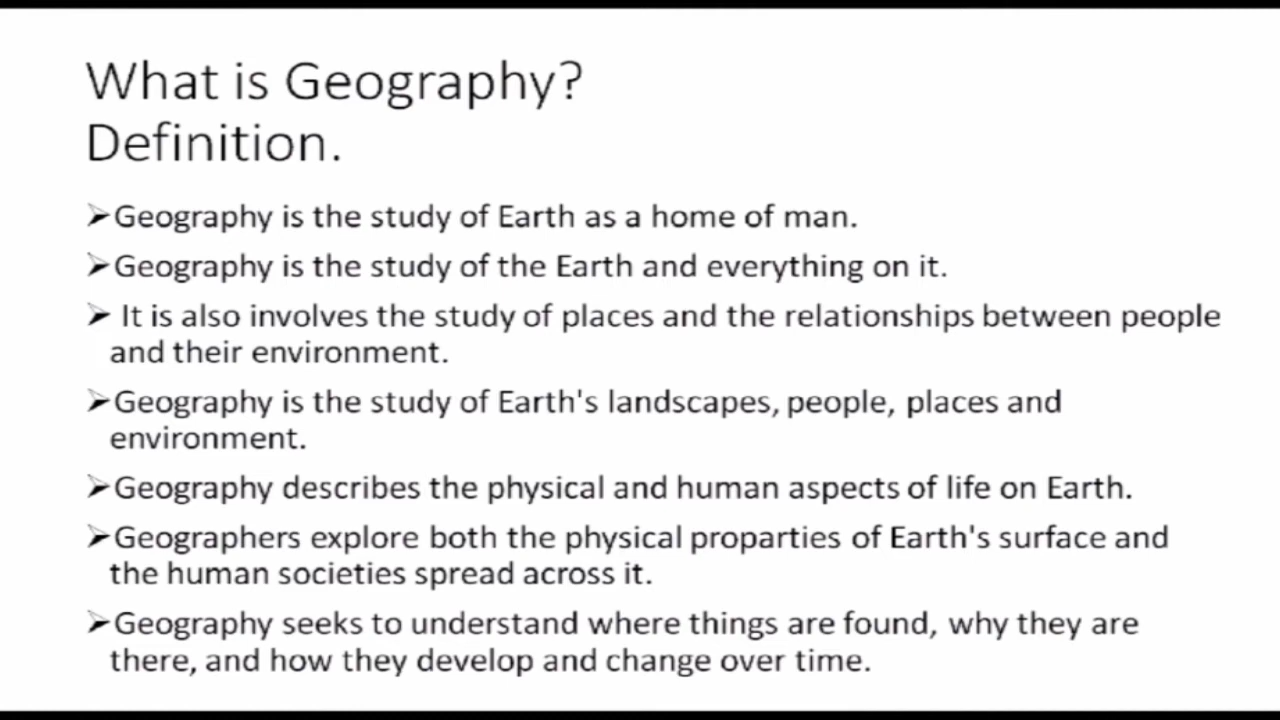 What is Geography?
Definition.
➢Geography is the study of Earth as a home of man.
➢Geography is the study of the Earth and everything on it.
➢ It is also involves the study of places and the relationships between people
and their environment.
➢Geography is the study of Earth's landscapes, people, places and
environment.
➢Geography describes the physical and human aspects of life on Earth.
➢Geographers explore both the physical proparties of Earth's surface and
the human societies spread across it.
➢Geography seeks to understand where things are found, why they are
there, and how they develop and change over time.